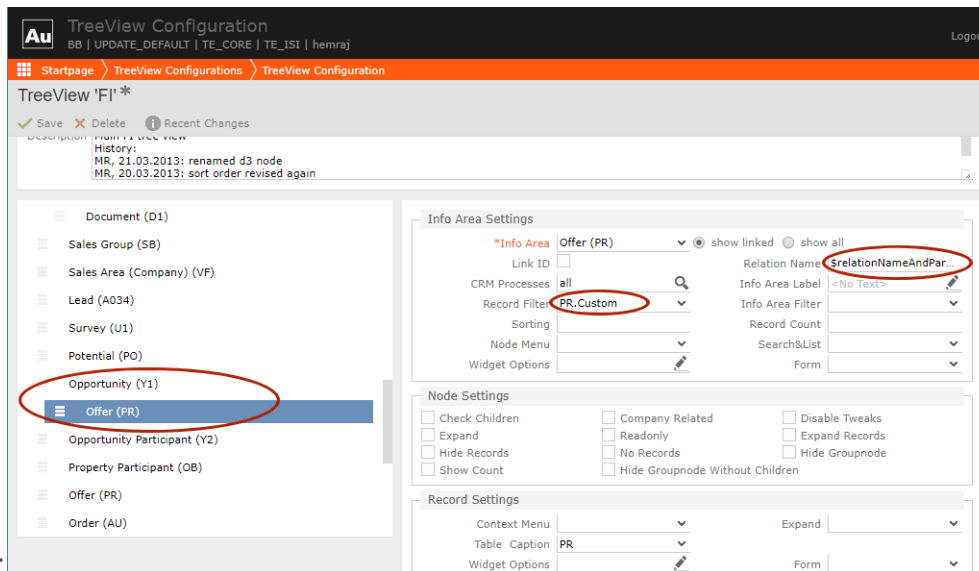 Au
TreeView Configuration
BB | UPDATE_DEFAULT | TE_CORE | TE_ISI | hemraj
Logou
Startpage TreeView Configurations TreeView Configuration
TreeView 'FI'*
Save Delete Recent Changes
Description Main FI tree view
History:
MR, 21.03.2013: renamed d3 node
MR, 20.03.2013: sort order revised again
Document (D1)
Sales Group (SB)
Sales Area (Company) (VF)
Lead (A034)
Survey (U1)
Potential (PO)
Opportunity (Y1)
Offer (PR)
Opportunity Participant (Y2)
Property Participant (OB)
Offer (PR)
Order (AU)
Info Area Settings
*Info Area Offer (PR) show linked show all
Link ID Relation Name $relationNameAndPar...
CRM Processes all Info Area Label <No Text>
Record Filter PR.Custom Info Area Filter
Sorting Record Count
Node Menu Search&List
Widget Options Form
Node Settings
Check Children Company Related Disable Tweaks
Expand Readonly Expand Records
Hide Records No Records Hide Groupnode
Show Count Hide Groupnode Without Children
Record Settings
Context Menu Expand
Table Caption PR
Widget Options Form